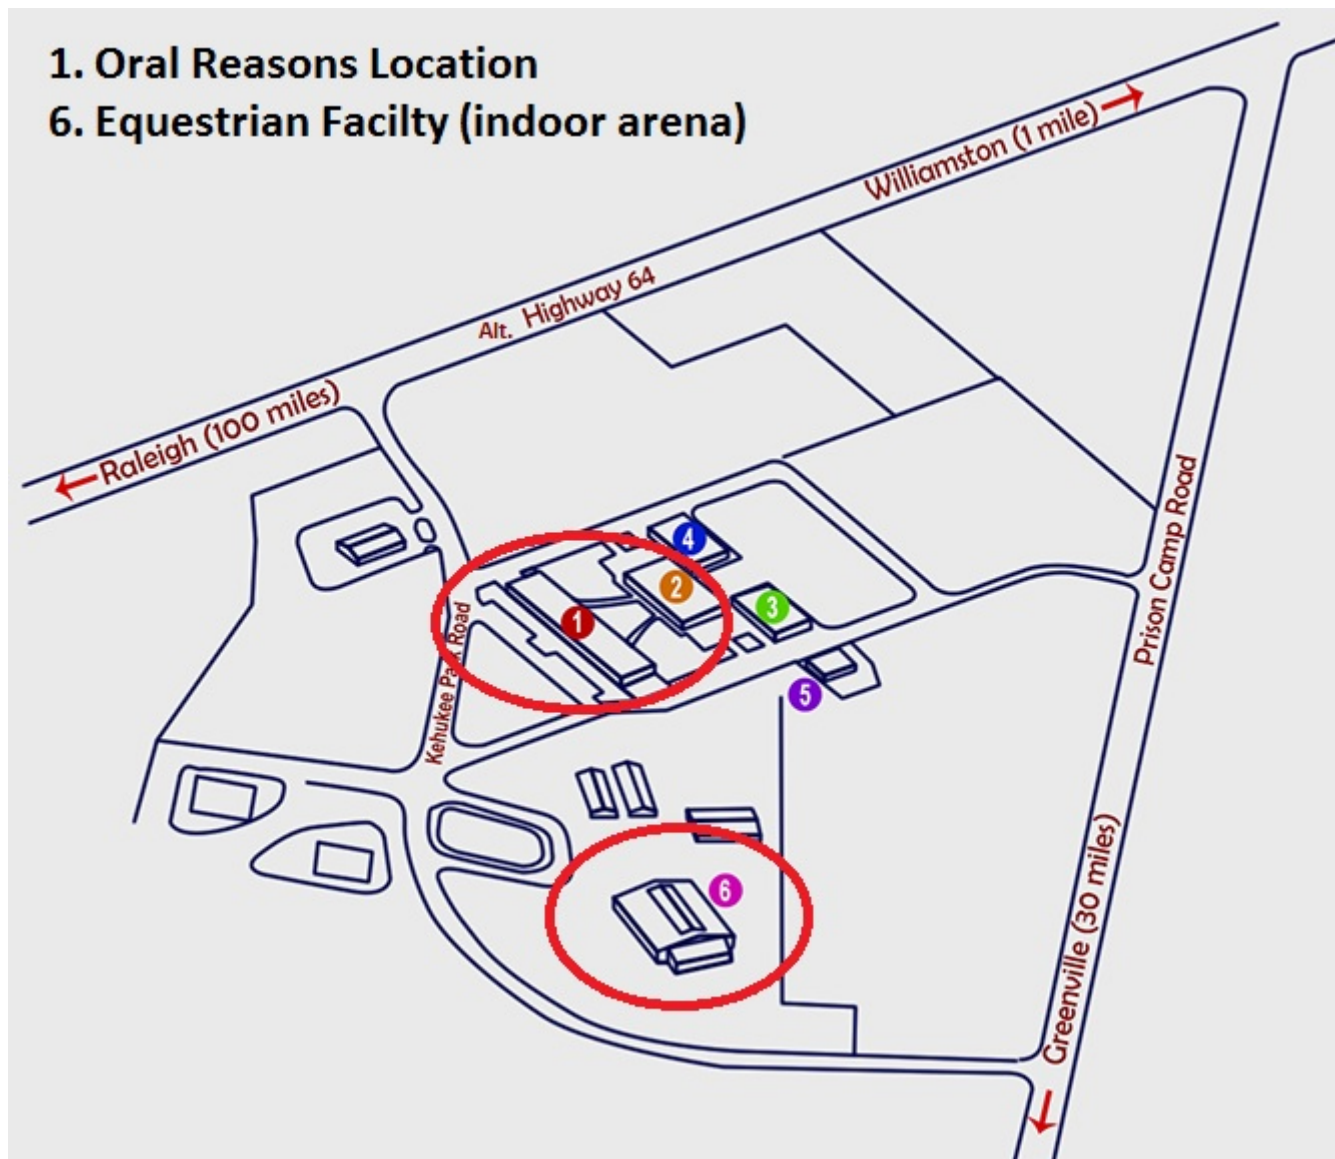 1. Oral Reasons Location
6. Equestrian Facilty (indoor arena)
Williamston (1 mile)
Alt. Highway 64
Raleigh (100 miles)
4
2
3
1
Kehukee Park Road
5
Prison Camp Road
6
Greenville (30 miles)